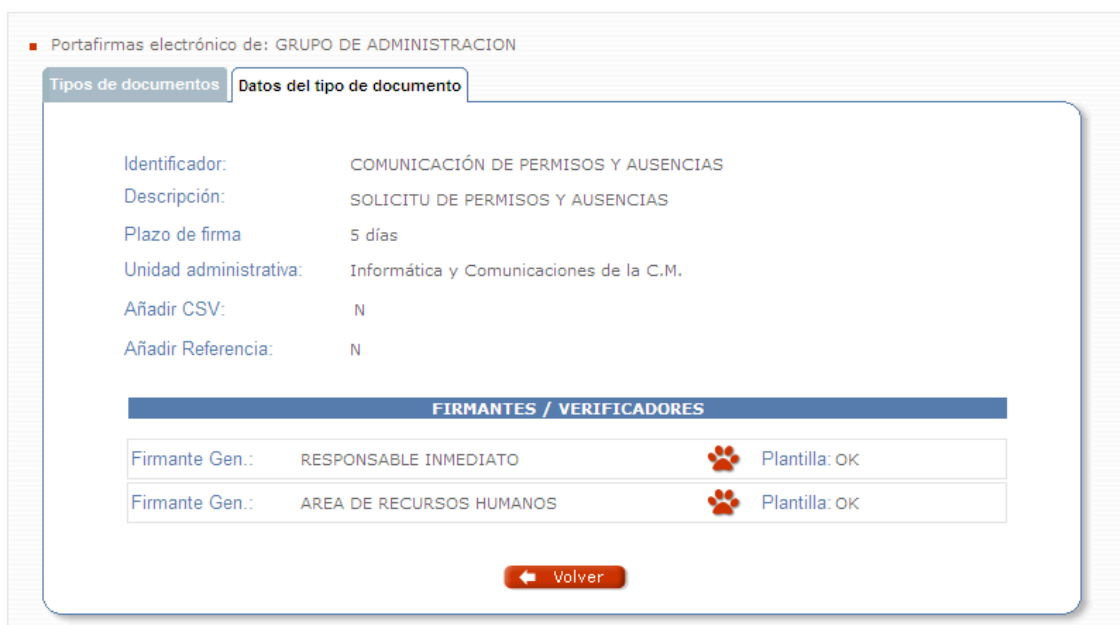 Portafirmas electrónico de: GRUPO DE ADMINISTRACION
Tipos de documentos Datos del tipo de documento
Identificador: COMUNICACIÓN DE PERMISOS Y AUSENCIAS
Descripción: SOLICITU DE PERMISOS Y AUSENCIAS
Plazo de firma 5 días
Unidad administrativa: Informática y Comunicaciones de la C.M.
Añadir CSV: N
Añadir Referencia: N
FIRMANTES / VERIFICADORES
Firmante Gen.: RESPONSABLE INMEDIATO Plantilla: OK
Firmante Gen.: AREA DE RECURSOS HUMANOS Plantilla: OK
Volver